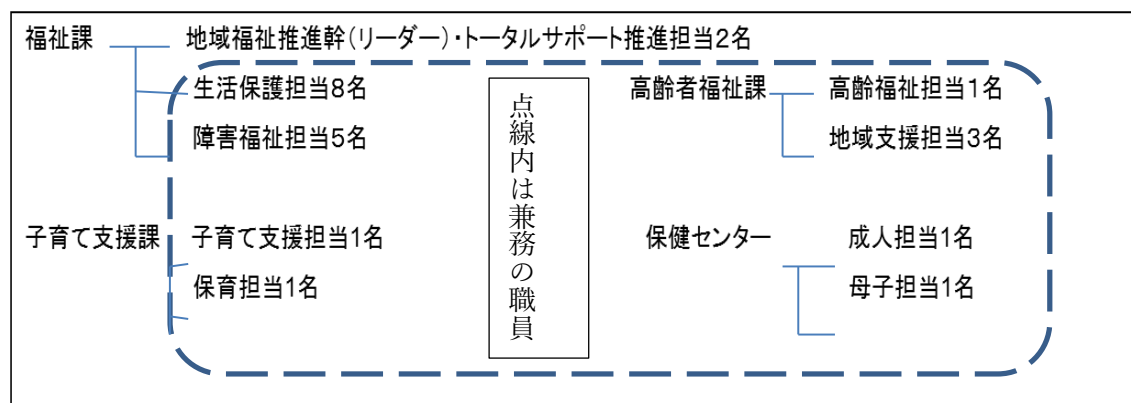 福祉課 地域福祉推進幹(リーダー)・トータルサポート推進担当2名
生活保護担当8名
障害福祉担当5名
子育て支援課 子育て支援担当1名
保育担当1名
点線内は兼務の職員
高齢者福祉課 高齢福祉担当1名
地域支援担当3名
保健センター 成人担当1名
母子担当1名